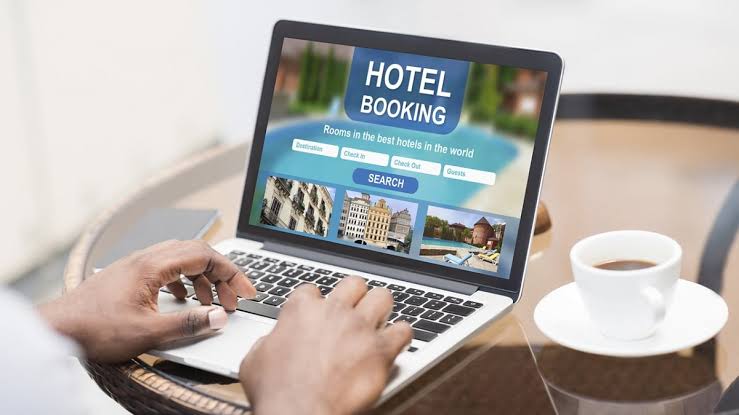 HOTEL
BOOKING
Rooms in the best hotels in the world
Destination
Check In
Check Out
Guests
SEARCH